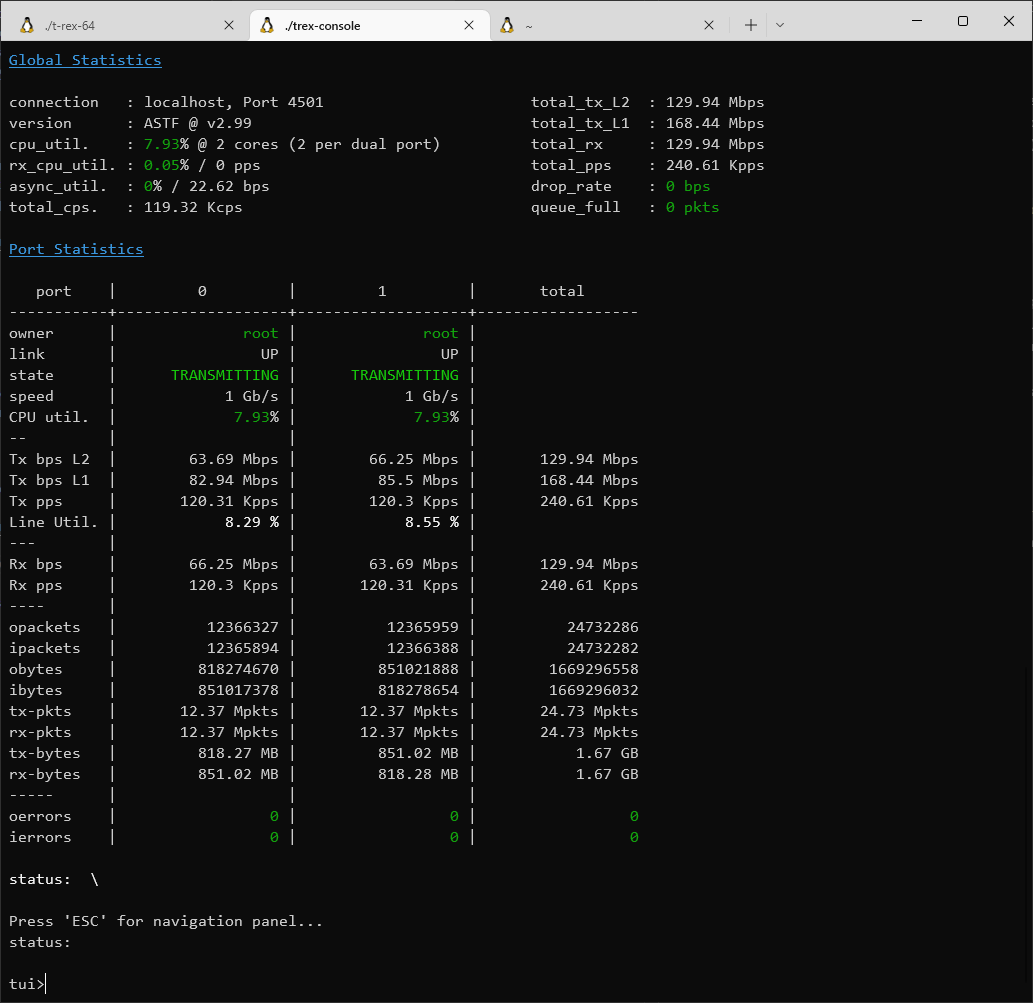 ./t-rex-64 ./trex-console ~
Global Statistics
connection   : localhost, Port 4501                       total_tx_L2  : 129.94 Mbps
version      : ASTF @ v2.99                               total_tx_L1  : 168.44 Mbps
cpu_util.    : 7.93% @ 2 cores (2 per dual port)          total_rx     : 129.94 Mbps
rx_cpu_util. : 0.05% / 0 pps                              total_pps    : 240.61 Kpps
async_util.  : 0% / 22.62 bps                             drop_rate    : 0 bps
total_cps.   : 119.32 Kcps                                queue_full   : 0 pkts
Port Statistics
   port    |         0         |         1         |       total
-----------+-------------------+-------------------+------------------
owner      |              root |              root |
link       |                UP |                UP |
state      |      TRANSMITTING |      TRANSMITTING |
speed      |            1 Gb/s |            1 Gb/s |
CPU util.  |             7.93% |             7.93% |
--         |                   |                   |
Tx bps L2  |        63.69 Mbps |        66.25 Mbps |       129.94 Mbps
Tx bps L1  |        82.94 Mbps |         85.5 Mbps |       168.44 Mbps
Tx pps     |       120.31 Kpps |        120.3 Kpps |       240.61 Kpps
Line Util. |            8.29 % |            8.55 % |
---        |                   |                   |
Rx bps     |        66.25 Mbps |        63.69 Mbps |       129.94 Mbps
Rx pps     |        120.3 Kpps |       120.31 Kpps |       240.61 Kpps
----       |                   |                   |
opackets   |          12366327 |          12365959 |          24732286
ipackets   |          12365894 |          12366388 |          24732282
obytes     |         818274670 |         851021888 |        1669296558
ibytes     |         851017378 |         818278654 |        1669296032
tx-pkts    |       12.37 Mpkts |       12.37 Mpkts |       24.73 Mpkts
rx-pkts    |       12.37 Mpkts |       12.37 Mpkts |       24.73 Mpkts
tx-bytes   |         818.27 MB |         851.02 MB |           1.67 GB
rx-bytes   |         851.02 MB |         818.28 MB |           1.67 GB
-----      |                   |                   |
oerrors    |                 0 |                 0 |                 0
ierrors    |                 0 |                 0 |                 0
status:  \
Press 'ESC' for navigation panel...
status:
tui>